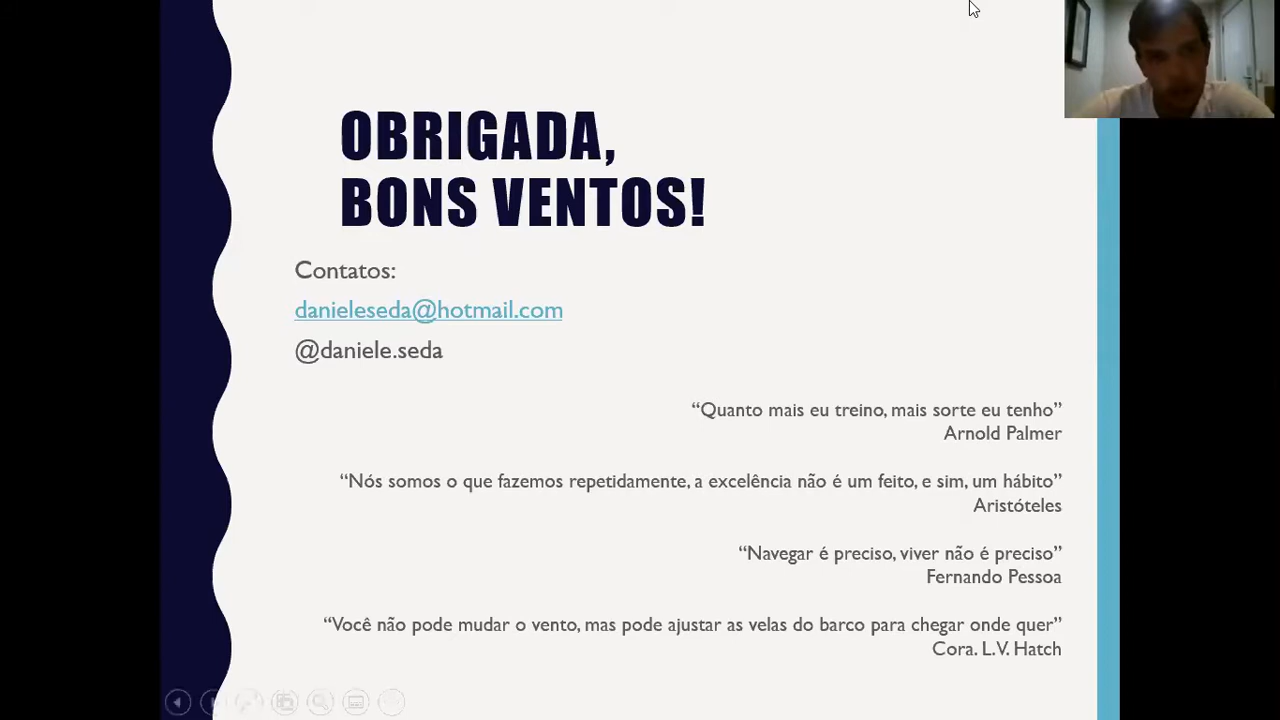 OBRIGADA,
BONS VENTOS!
Contatos:
danieleseda@hotmail.com
@daniele.seda
“Quanto mais eu treino, mais sorte eu tenho”
Arnold Palmer
“Nós somos o que fazemos repetidamente, a excelência não é um feito, e sim, um hábito”
Aristóteles
“Navegar é preciso, viver não é preciso”
Fernando Pessoa
“Você não pode mudar o vento, mas pode ajustar as velas do barco para chegar onde quer”
Cora. L.V. Hatch